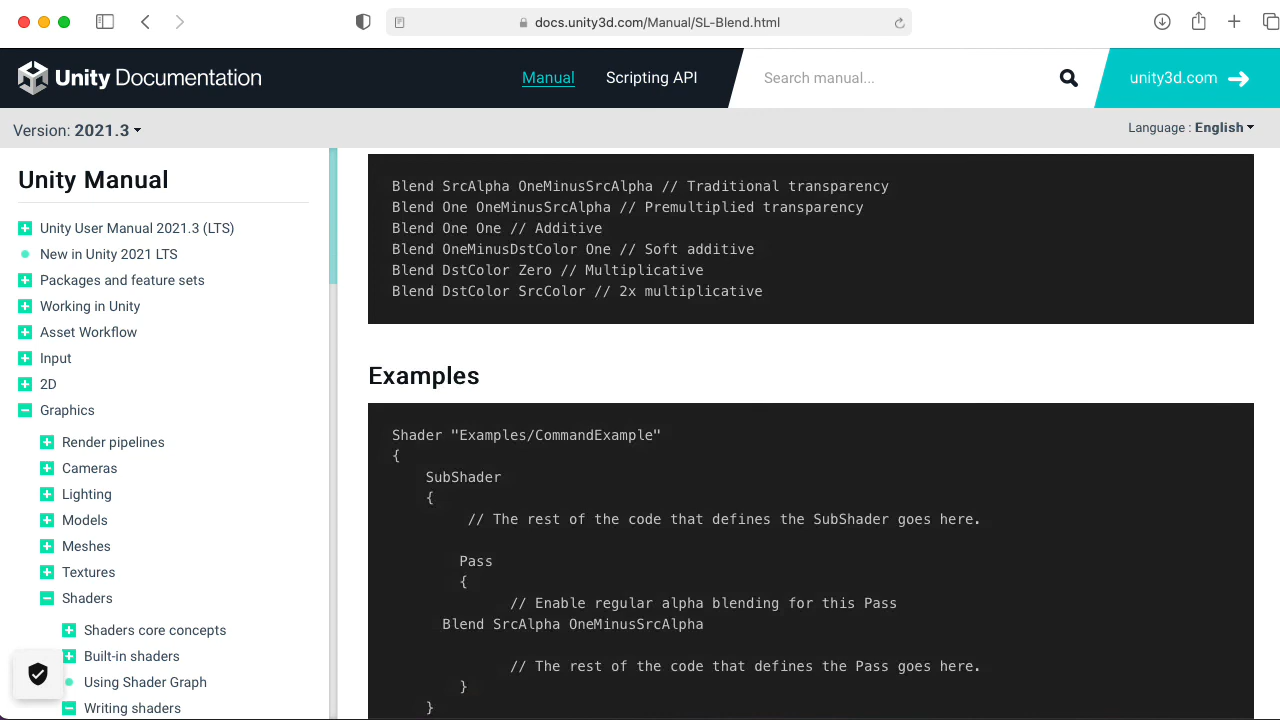 docs.unity3d.com/Manual/SL-Blend.html
Unity Documentation
Manual
Scripting API
Search manual...
unity3d.com
Version: 2021.3
Language : English
Unity Manual
Unity User Manual 2021.3 (LTS)
New in Unity 2021 LTS
Packages and feature sets
Working in Unity
Asset Workflow
Input
2D
Graphics
Render pipelines
Cameras
Lighting
Models
Meshes
Textures
Shaders
Shaders core concepts
Built-in shaders
Using Shader Graph
Writing shaders
Blend SrcAlpha OneMinusSrcAlpha // Traditional transparency
Blend One OneMinusSrcAlpha // Premultiplied transparency
Blend One One // Additive
Blend OneMinusDstColor One // Soft additive
Blend DstColor Zero // Multiplicative
Blend DstColor SrcColor // 2x multiplicative
Examples
Shader "Examples/CommandExample"
{
SubShader
{
// The rest of the code that defines the SubShader goes here.
Pass
{
// Enable regular alpha blending for this Pass
Blend SrcAlpha OneMinusSrcAlpha
// The rest of the code that defines the Pass goes here.
}
}